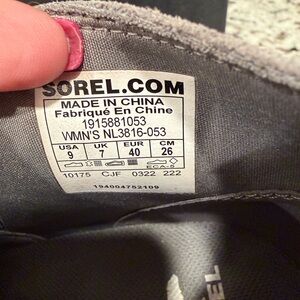 SOREL.COM
MADE IN CHINA
Fabriqué En Chine
1915881053
WMN'S NL3816-053
USA UK EUR CM
9 7 40 26
10175 CJF 0322 222
194004752109
EL